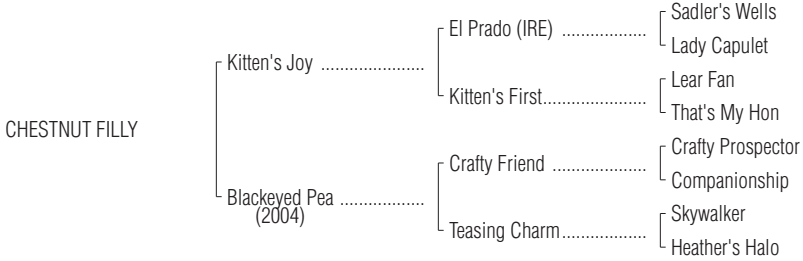 Sadler's Wells
El Prado (IRE) ..................
Lady Capulet
Kitten's Joy ......................
Lear Fan
Kitten's First......................
That's My Hon
CHESTNUT FILLY
Crafty Prospector
Crafty Friend ....................
Companionship
Blackeyed Pea ..................
(2004)
Skywalker
Teasing Charm..................
Heather's Halo